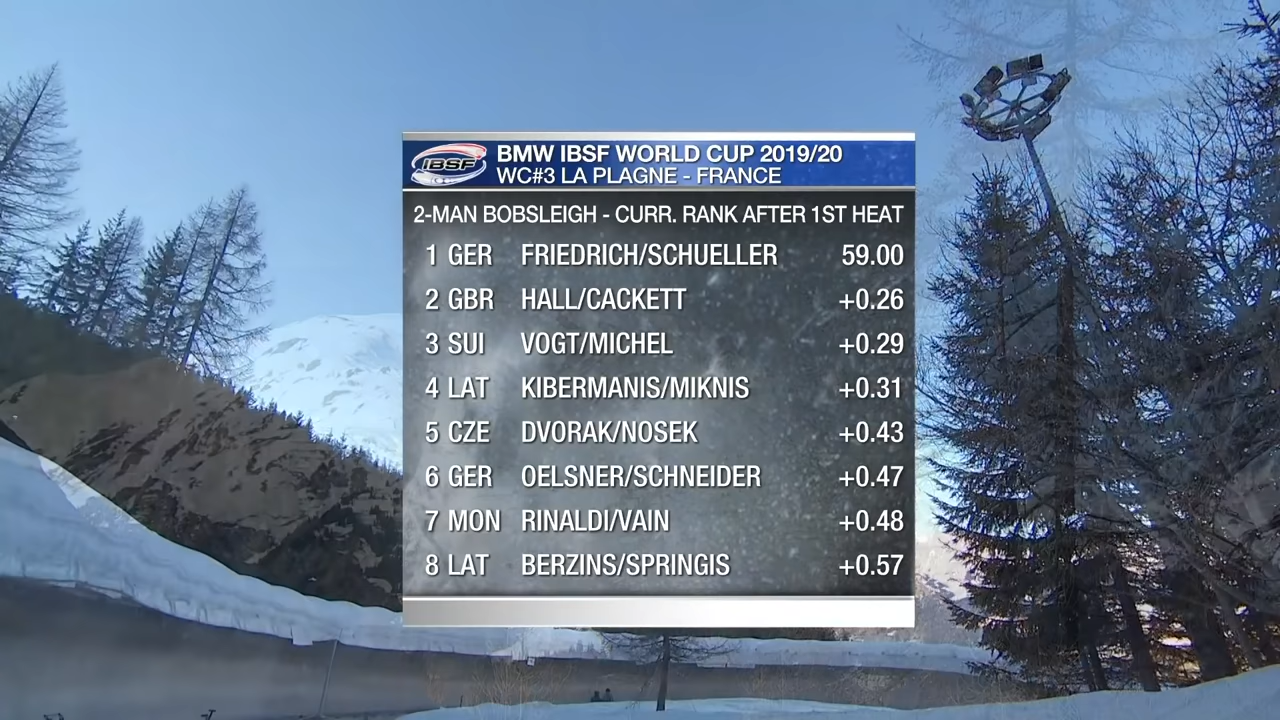 IBSF
BMW IBSF WORLD CUP 2019/20
WC#3 LA PLAGNE - FRANCE
2-MAN BOBSLEIGH - CURR. RANK AFTER 1ST HEAT
1 GER FRIEDRICH/SCHUELLER 59.00
2 GBR HALL/CACKETT +0.26
3 SUI VOGT/MICHEL +0.29
4 LAT KIBERMANIS/MIKNIS +0.31
5 CZE DVORAK/NOSEK +0.43
6 GER OELSNER/SCHNEIDER +0.47
7 MON RINALDI/VAIN +0.48
8 LAT BERZINS/SPRINGIS +0.57